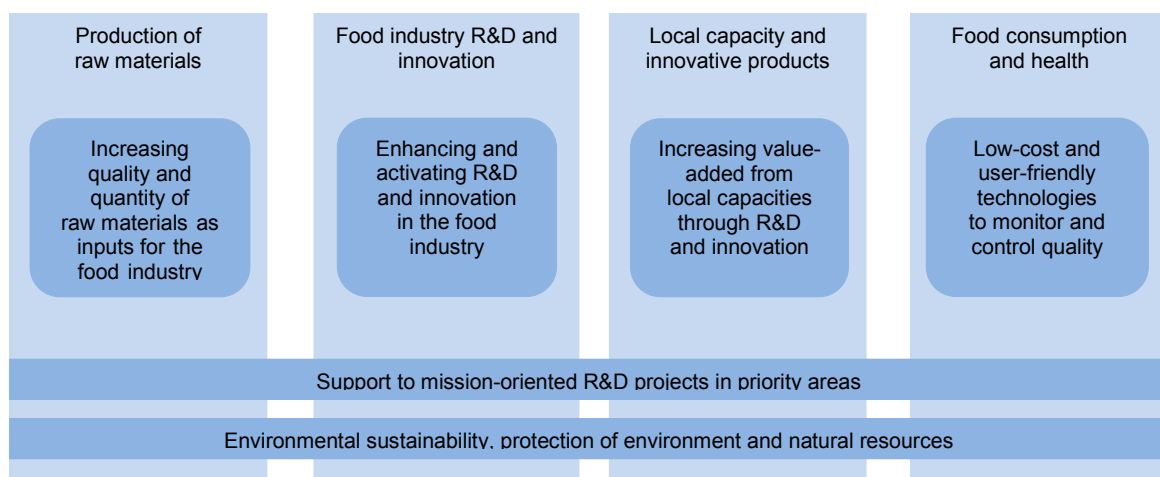 Production of
raw materials
Food industry R&D and
innovation
Local capacity and
innovative products
Food consumption
and health
Increasing
quality and
quantity of
raw materials as
inputs for the
food industry
Enhancing and
activating R&D
and innovation
in the food
industry
Increasing value-
added from
local capacities
through R&D
and innovation
Low-cost and
user-friendly
technologies
to monitor and
control quality
Support to mission-oriented R&D projects in priority areas
Environmental sustainability, protection of environment and natural resources